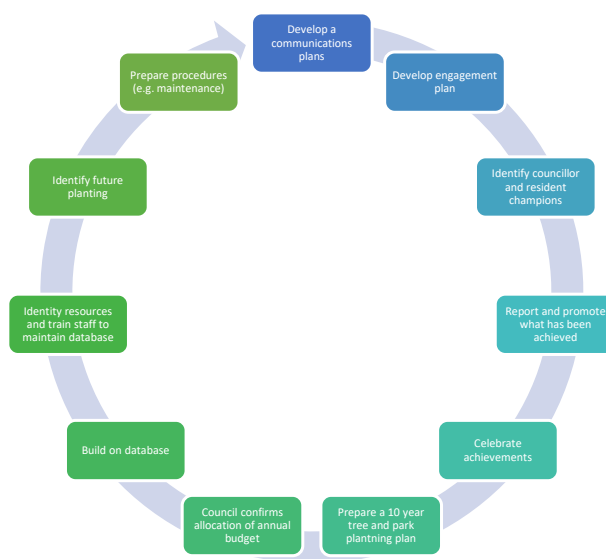 Develop a
communications
plans
Develop engagement
plan
Identify councillor
and resident
champions
Report and promote
what has been
achieved
Celebrate
achievements
Prepare a 10 year
tree and park
plantning plan
Council confirms
allocation of annual
budget
Build on database
Identity resources
and train staff to
maintain database
Identify future
planting
Prepare procedures
(e.g. maintenance)